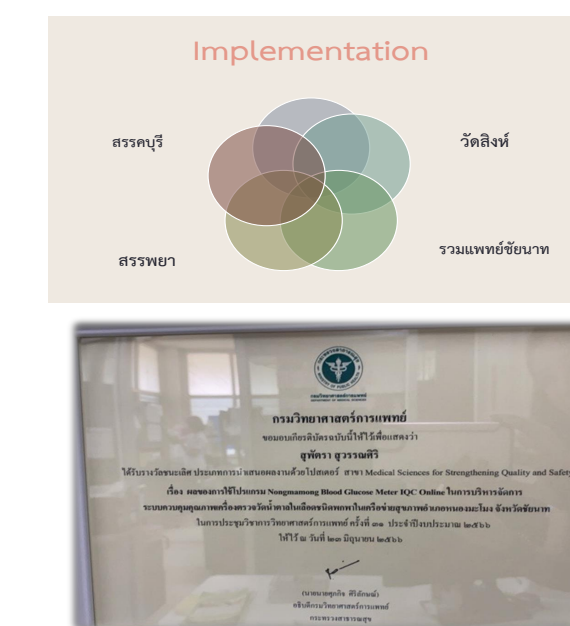 Implementation
สรรคบุรี
วัดสิงห์
สรรพยา
รวมแพทย์ชัยนาท
กรมวิทยาศาสตร์การแพทย์
ขอมอบเกียรติบัตรฉบับนี้ให้ไว้เพื่อแสดงว่า
สุพัตรา สุวรรณศิริ
ได้รับรางวัลชนะเลิศ ประเภทการนำเสนอผลงานด้วยโปสเตอร์ สาขา Medical Sciences for Strengthening Quality and Safety
เรื่อง ผลของการใช้โปรแกรม Nongmamong Blood Glucose Meter IQC Online ในการบริหารจัดการ
ระบบควบคุมคุณภาพเครื่องตรวจวัดน้ำตาลในเลือดชนิดพกพาในเครือข่ายสุขภาพอำเภอหนองมะโมง จังหวัดชัยนาท
ในการประชุมวิชาการวิทยาศาสตร์การแพทย์ ครั้งที่ ๓๑ ประจำปีงบประมาณ ๒๕๖๖
ให้ไว้ ณ วันที่ ๒๓ มิถุนายน ๒๕๖๖
(นายแพทย์ศุภกิจ ศิริลักษณ์)
อธิบดีกรมวิทยาศาสตร์การแพทย์
กระทรวงสาธารณสุข